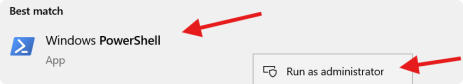 Best match
Windows PowerShell
App
Run as administrator